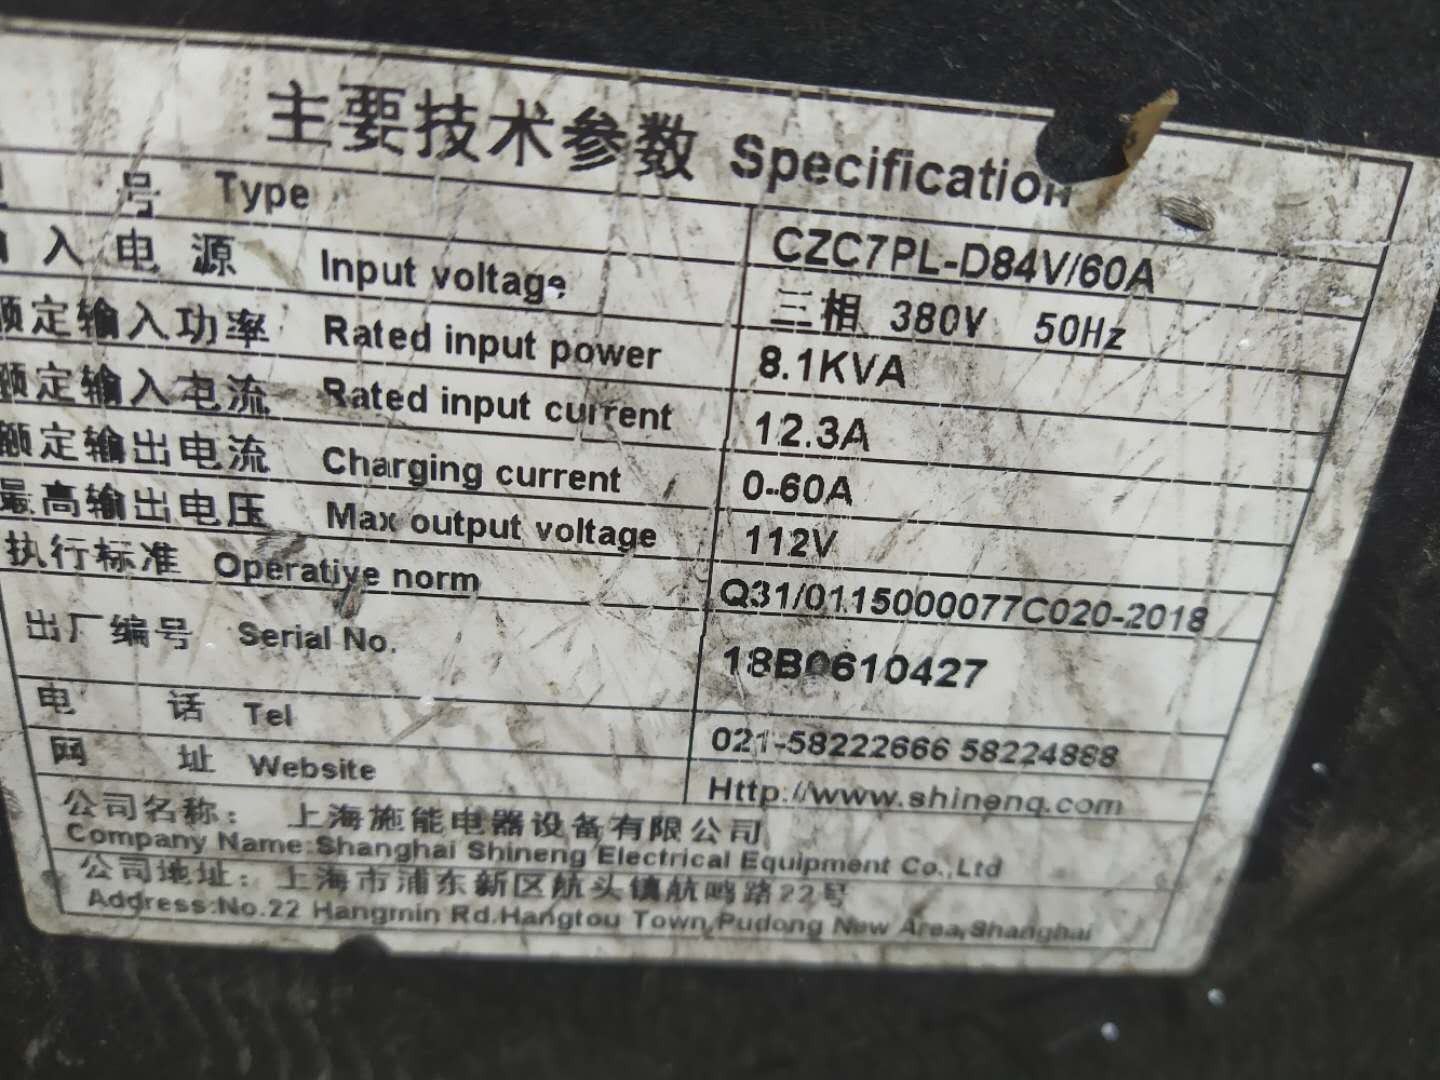 主要技术参数 Specification
型 号 Type CZC7PL-D84V/60A
输入电源 Input voltage 三相 380V 50Hz
额定输入功率 Rated input power 8.1KVA
额定输入电流 Rated input current 12.3A
额定输出电流 Charging current 0-60A
最高输出电压 Max output voltage 112V
执行标准 Operative norm Q31/0115000077C020-2018
出厂编号 Serial No. 18B0610427
电 话 Tel 021-58222666 58224888
网 址 Website Http://www.shineng.com
公司名称：上海施能电器设备有限公司
Company Name:Shanghai Shineng Electrical Equipment Co.,Ltd
公司地址：上海市浦东新区航头镇航鸣路22号
Address:No.22 Hangmin Rd.Hangtou Town,Pudong New Area,Shanghai